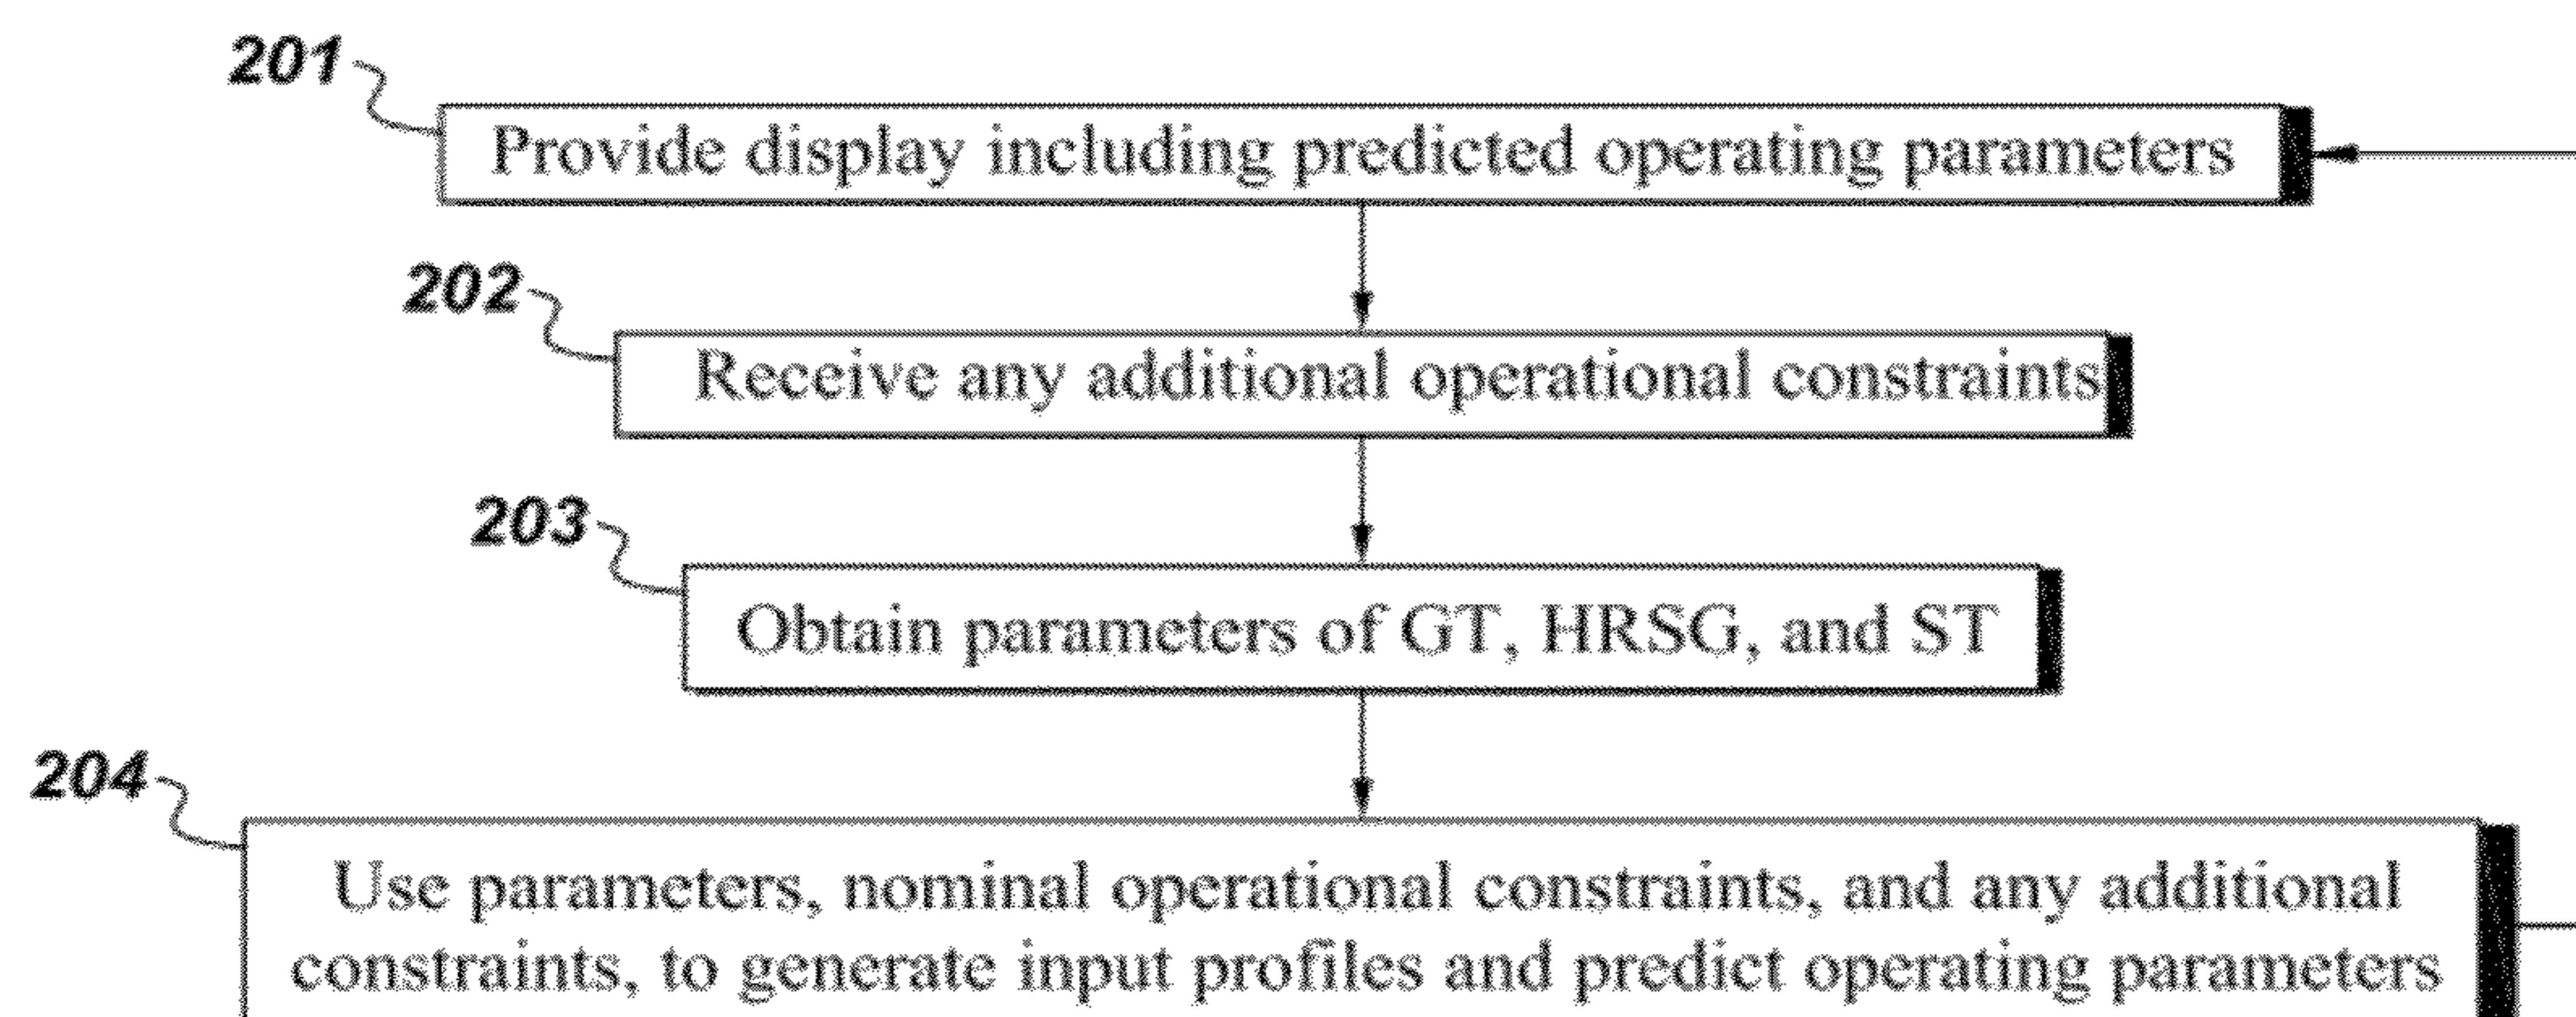 201
Provide display including predicted operating parameters
202
Receive any additional operational constraints
203
Obtain parameters of GT, HRSG, and ST
204
Use parameters, nominal operational constraints, and any additional
constraints, to generate input profiles and predict operating parameters